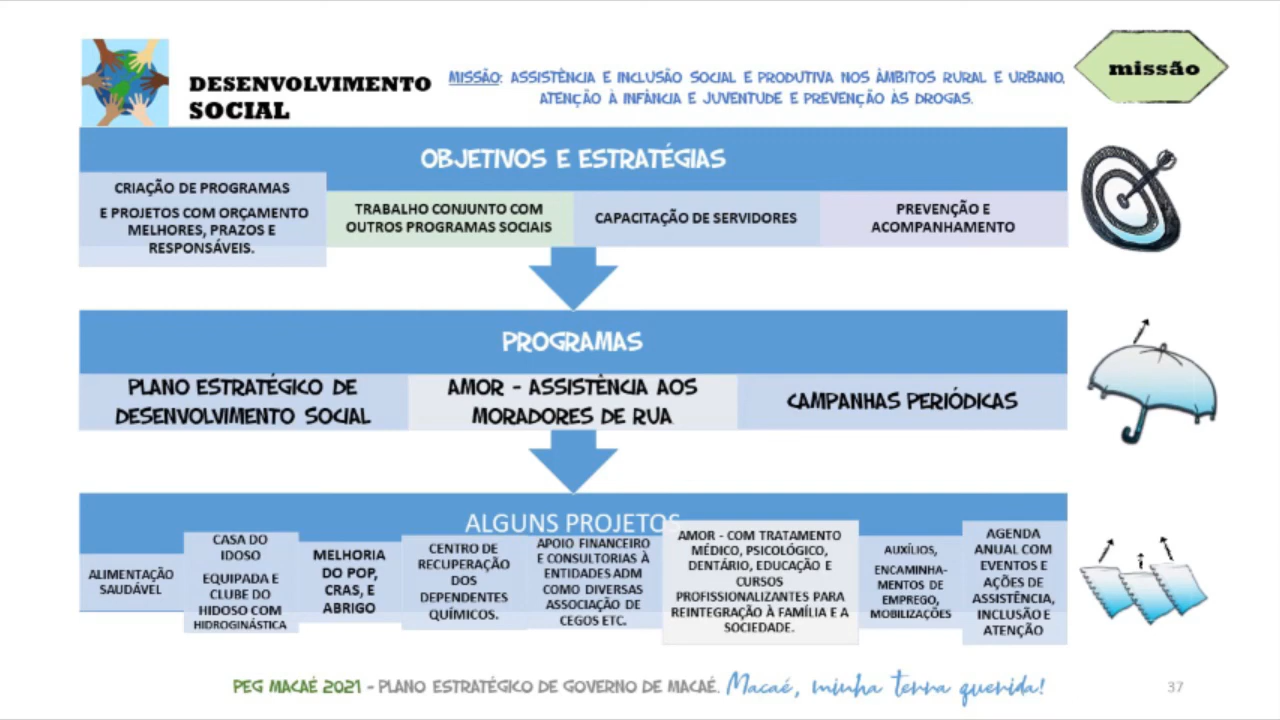 DESENVOLVIMENTO
SOCIAL
MISSÃO: ASSISTÊNCIA E INCLUSÃO SOCIAL E PRODUTIVA NOS ÂMBITOS RURAL E URBANO,
ATENÇÃO À INFÂNCIA E JUVENTUDE E PREVENÇÃO ÀS DROGAS.
missão
OBJETIVOS E ESTRATÉGIAS
CRIAÇÃO DE PROGRAMAS
E PROJETOS COM ORÇAMENTO
MELHORES, PRAZOS E
RESPONSÁVEIS.
TRABALHO CONJUNTO COM
OUTROS PROGRAMAS SOCIAIS
CAPACITAÇÃO DE SERVIDORES
PREVENÇÃO E
ACOMPANHAMENTO
PROGRAMAS
PLANO ESTRATÉGICO DE
DESENVOLVIMENTO SOCIAL
AMOR - ASSISTÊNCIA AOS
MORADORES DE RUA
CAMPANHAS PERIÓDICAS
ALGUNS PROJETOS
ALIMENTAÇÃO
SAUDÁVEL
CASA DO
IDOSO
EQUIPADA E
CLUBE DO
HIDOSO COM
HIDROGINÁSTICA
MELHORIA
DO POP,
CRAS, E
ABRIGO
CENTRO DE
RECUPERAÇÃO
DOS
DEPENDENTES
QUÍMICOS.
APOIO FINANCEIRO
E CONSULTORIAS À
ENTIDADES ADM
COMO DIVERSAS
ASSOCIAÇÃO DE
CEGOS ETC.
AMOR - COM TRATAMENTO
MÉDICO, PSICOLÓGICO,
DENTÁRIO, EDUCAÇÃO E
CURSOS
PROFISSIONALIZANTES PARA
REINTEGRAÇÃO À FAMÍLIA E A
SOCIEDADE.
AUXÍLIOS,
ENCAMINHA-
MENTOS DE
EMPREGO,
MOBILIZAÇÕES
AGENDA
ANUAL COM
EVENTOS E
AÇÕES DE
ASSISTÊNCIA,
INCLUSÃO E
ATENÇÃO
PEG MACAÉ 2021 - PLANO ESTRATÉGICO DE GOVERNO DE MACAÉ. Macaé, minha terra querida!
37